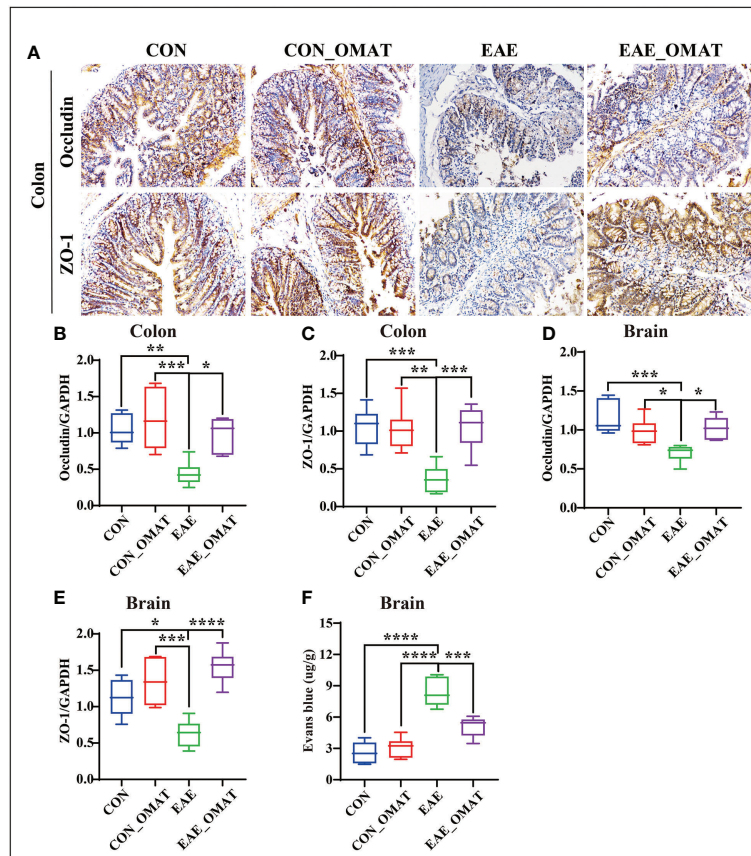 CON CON_OMAT EAE EAE_OMAT
A
Colon
Occludin
ZO-1
B Colon
Occludin/GAPDH
2.0
1.5
1.0
0.5
0.0
** *** *
CON CON_OMAT EAE EAE_OMAT
C Colon
ZO-1/GAPDH
2.0
1.5
1.0
0.5
0.0
*** ** ***
CON CON_OMAT EAE EAE_OMAT
D Brain
Occludin/GAPDH
2.0
1.5
1.0
0.5
0.0
*** * *
CON CON_OMAT EAE EAE_OMAT
E Brain
ZO-1/GAPDH
2.0
1.5
1.0
0.5
0.0
* **** ***
CON CON_OMAT EAE EAE_OMAT
F Brain
Evans blue (ug/g)
15
12
9
6
3
0
**** **** ***
CON CON_OMAT EAE EAE_OMAT